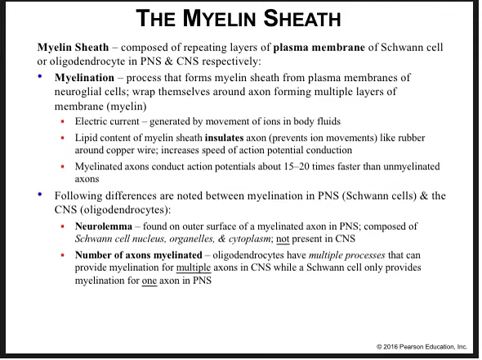 THE MYELIN SHEATH
Myelin Sheath – composed of repeating layers of plasma membrane of Schwann cell
or oligodendrocyte in PNS & CNS respectively:
• Myelination – process that forms myelin sheath from plasma membranes of
neuroglial cells; wrap themselves around axon forming multiple layers of
membrane (myelin)
▪ Electric current – generated by movement of ions in body fluids
▪ Lipid content of myelin sheath insulates axon (prevents ion movements) like rubber
around copper wire; increases speed of action potential conduction
▪ Myelinated axons conduct action potentials about 15–20 times faster than unmyelinated
axons
• Following differences are noted between myelination in PNS (Schwann cells) & the
CNS (oligodendrocytes):
▪ Neurolemma – found on outer surface of a myelinated axon in PNS; composed of
Schwann cell nucleus, organelles, & cytoplasm; not present in CNS
▪ Number of axons myelinated – oligodendrocytes have multiple processes that can
provide myelination for multiple axons in CNS while a Schwann cell only provides
myelination for one axon in PNS
© 2016 Pearson Education, Inc.